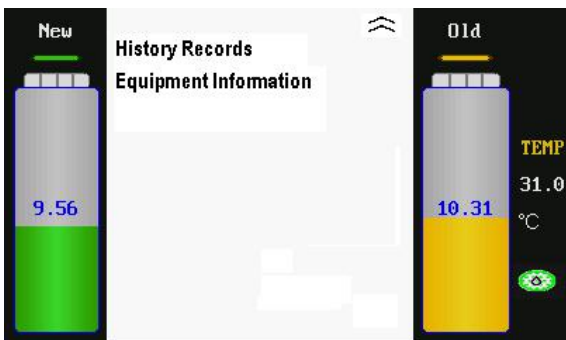 New
Old
History Records
Equipment Information
TEMP
31.0
9.56
10.31
°C